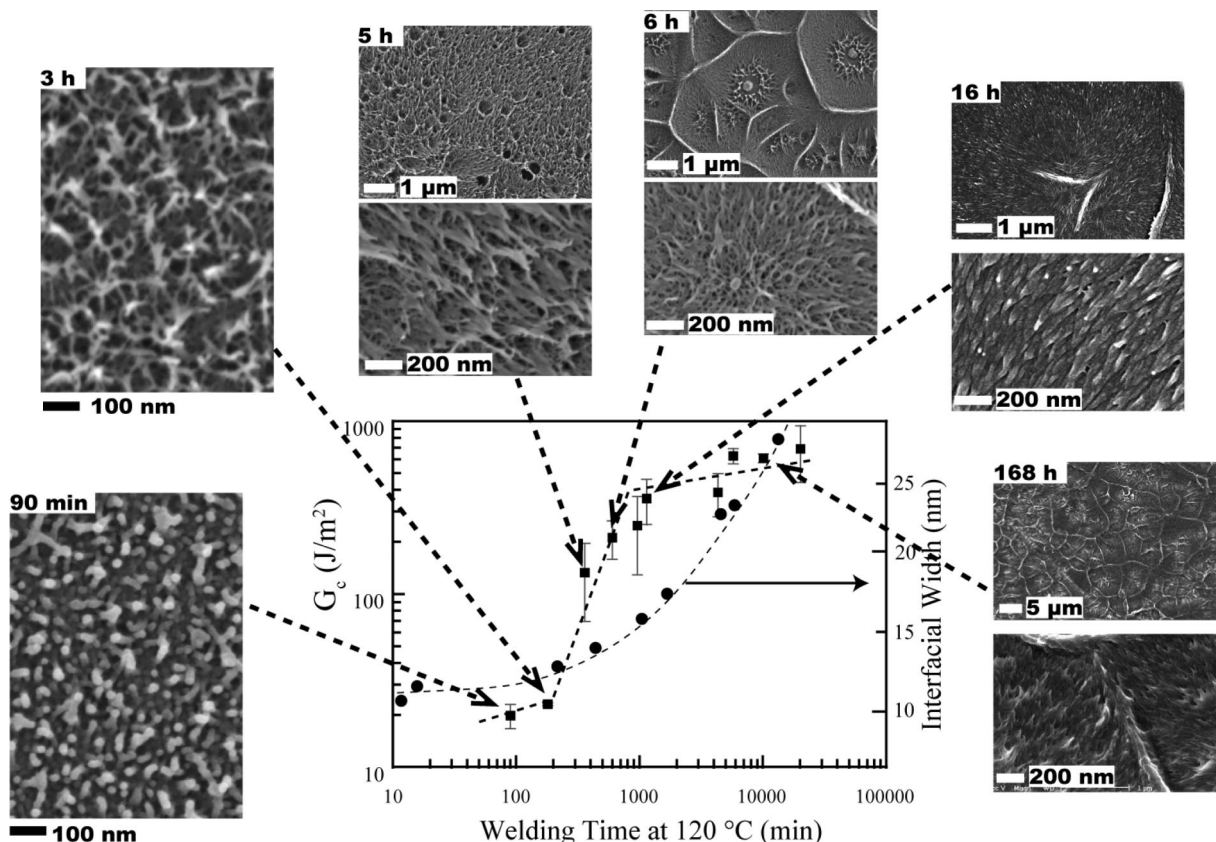 5 h
6 h
3 h
16 h
1 µm
1 µm
1 µm
200 nm
200 nm
200 nm
100 nm
168 h
90 min
5 µm
200 nm
100 nm
1000
100
10
G_c (J/m²)
25
20
15
10
Interfacial Width (nm)
10
100
1000
10000
100000
Welding Time at 120 °C (min)